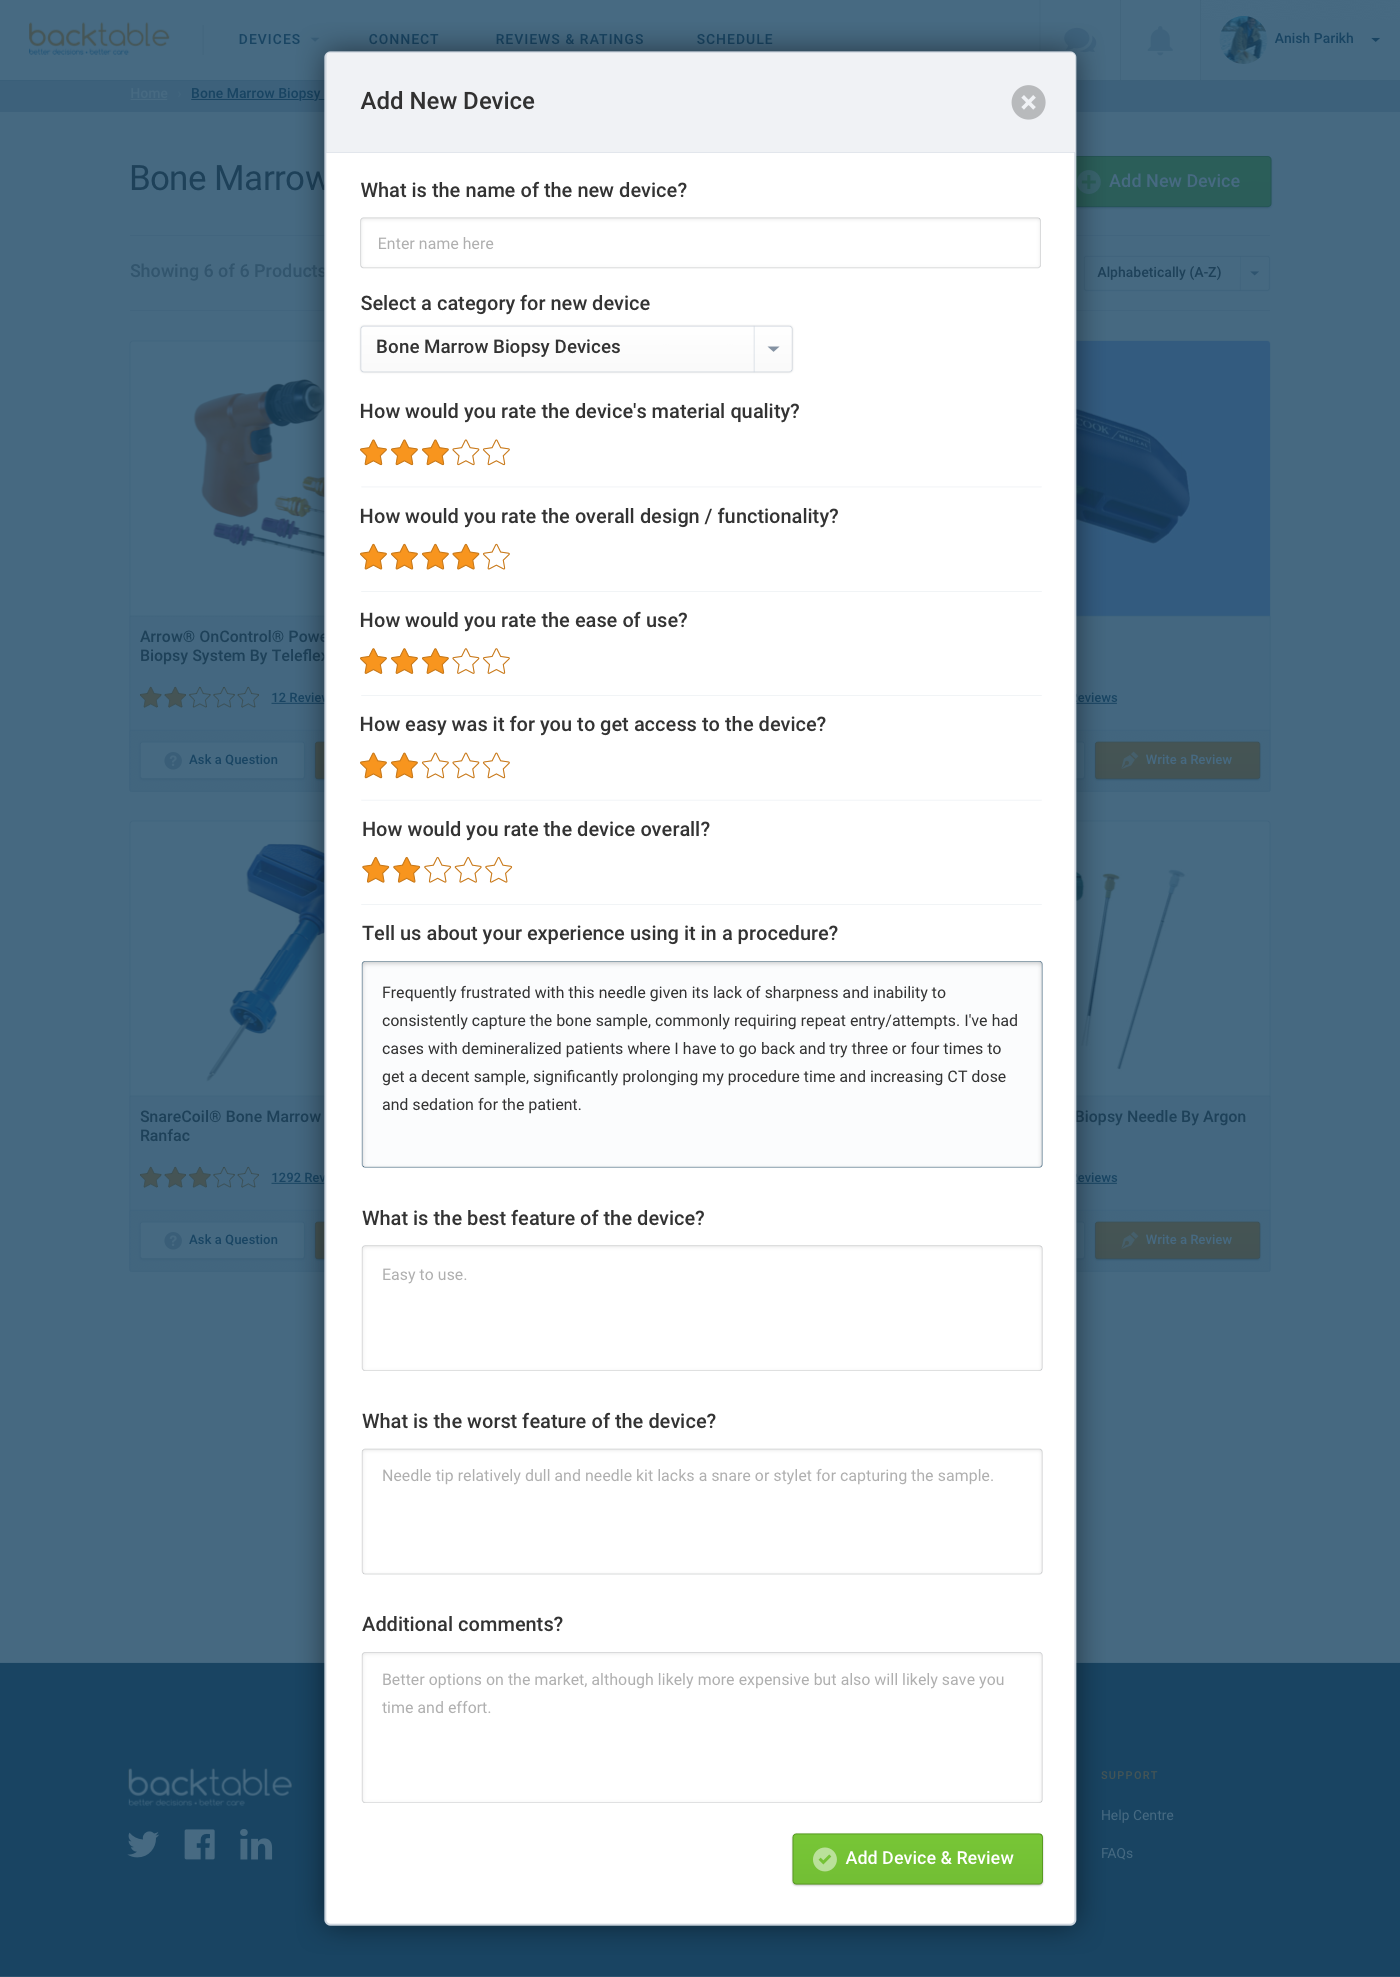 backtable
better decisions • better care
DEVICES
CONNECT
REVIEWS & RATINGS
SCHEDULE
Anish Parikh
Home
Bone Marrow Biopsy
Bone Marrow
Add New Device
Showing 6 of 6 Products
Alphabetically (A-Z)
Add New Device
What is the name of the new device?
Enter name here
Select a category for new device
Bone Marrow Biopsy Devices
How would you rate the device's material quality?
How would you rate the overall design / functionality?
How would you rate the ease of use?
How easy was it for you to get access to the device?
How would you rate the device overall?
Tell us about your experience using it in a procedure?
Frequently frustrated with this needle given its lack of sharpness and inability to
consistently capture the bone sample, commonly requiring repeat entry/attempts. I've had
cases with demineralized patients where I have to go back and try three or four times to
get a decent sample, significantly prolonging my procedure time and increasing CT dose
and sedation for the patient.
What is the best feature of the device?
Easy to use.
What is the worst feature of the device?
Needle tip relatively dull and needle kit lacks a snare or stylet for capturing the sample.
Additional comments?
Better options on the market, although likely more expensive but also will likely save you
time and effort.
Add Device & Review
COOK
Arrow® OnControl® Powe
Biopsy System By Teleflex
12 Review
eviews
Ask a Question
Write a Review
SnareCoil® Bone Marrow
Ranfac
Biopsy Needle By Argon
1292 Rev
eviews
Ask a Question
Write a Review
backtable
better decisions • better care
SUPPORT
Help Centre
FAQs